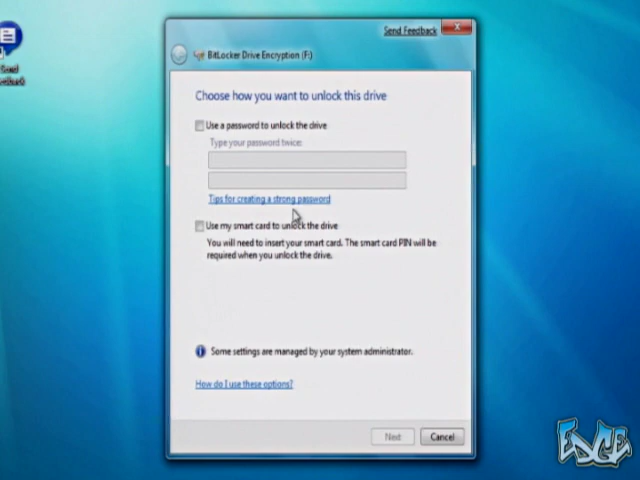 Send Feedback
Send
BitLocker Drive Encryption (F:)
Choose how you want to unlock this drive
Use a password to unlock the drive
Type your password twice:
Tips for creating a strong password
Use my smart card to unlock the drive
You will need to insert your smart card. The smart card PIN will be
required when you unlock the drive.
Some settings are managed by your system administrator.
How do I use these options?
Next
Cancel
EDGE